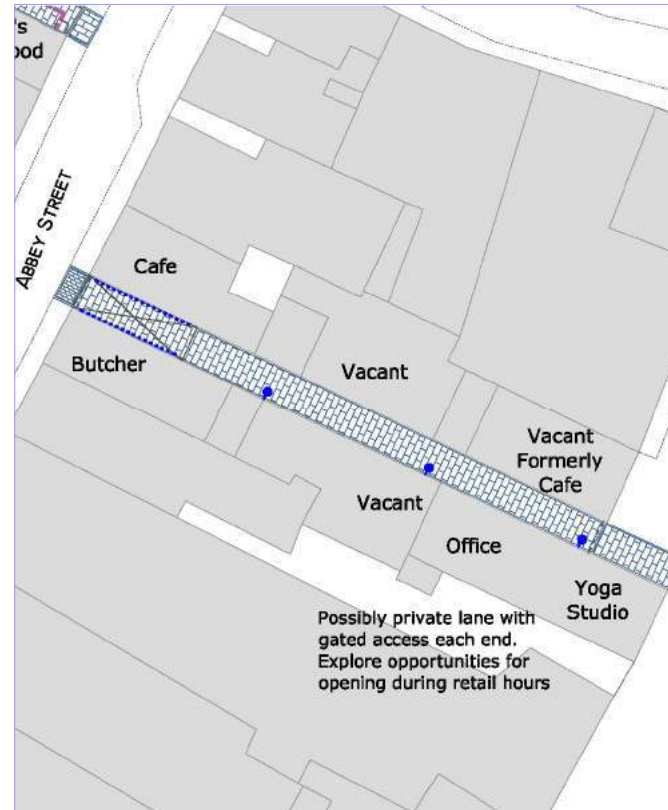 's
ood
ABBEY STREET
Cafe
Butcher
Vacant
Vacant
Formerly
Cafe
Vacant
Office
Yoga
Studio
Possibly private lane with
gated access each end.
Explore opportunities for
opening during retail hours